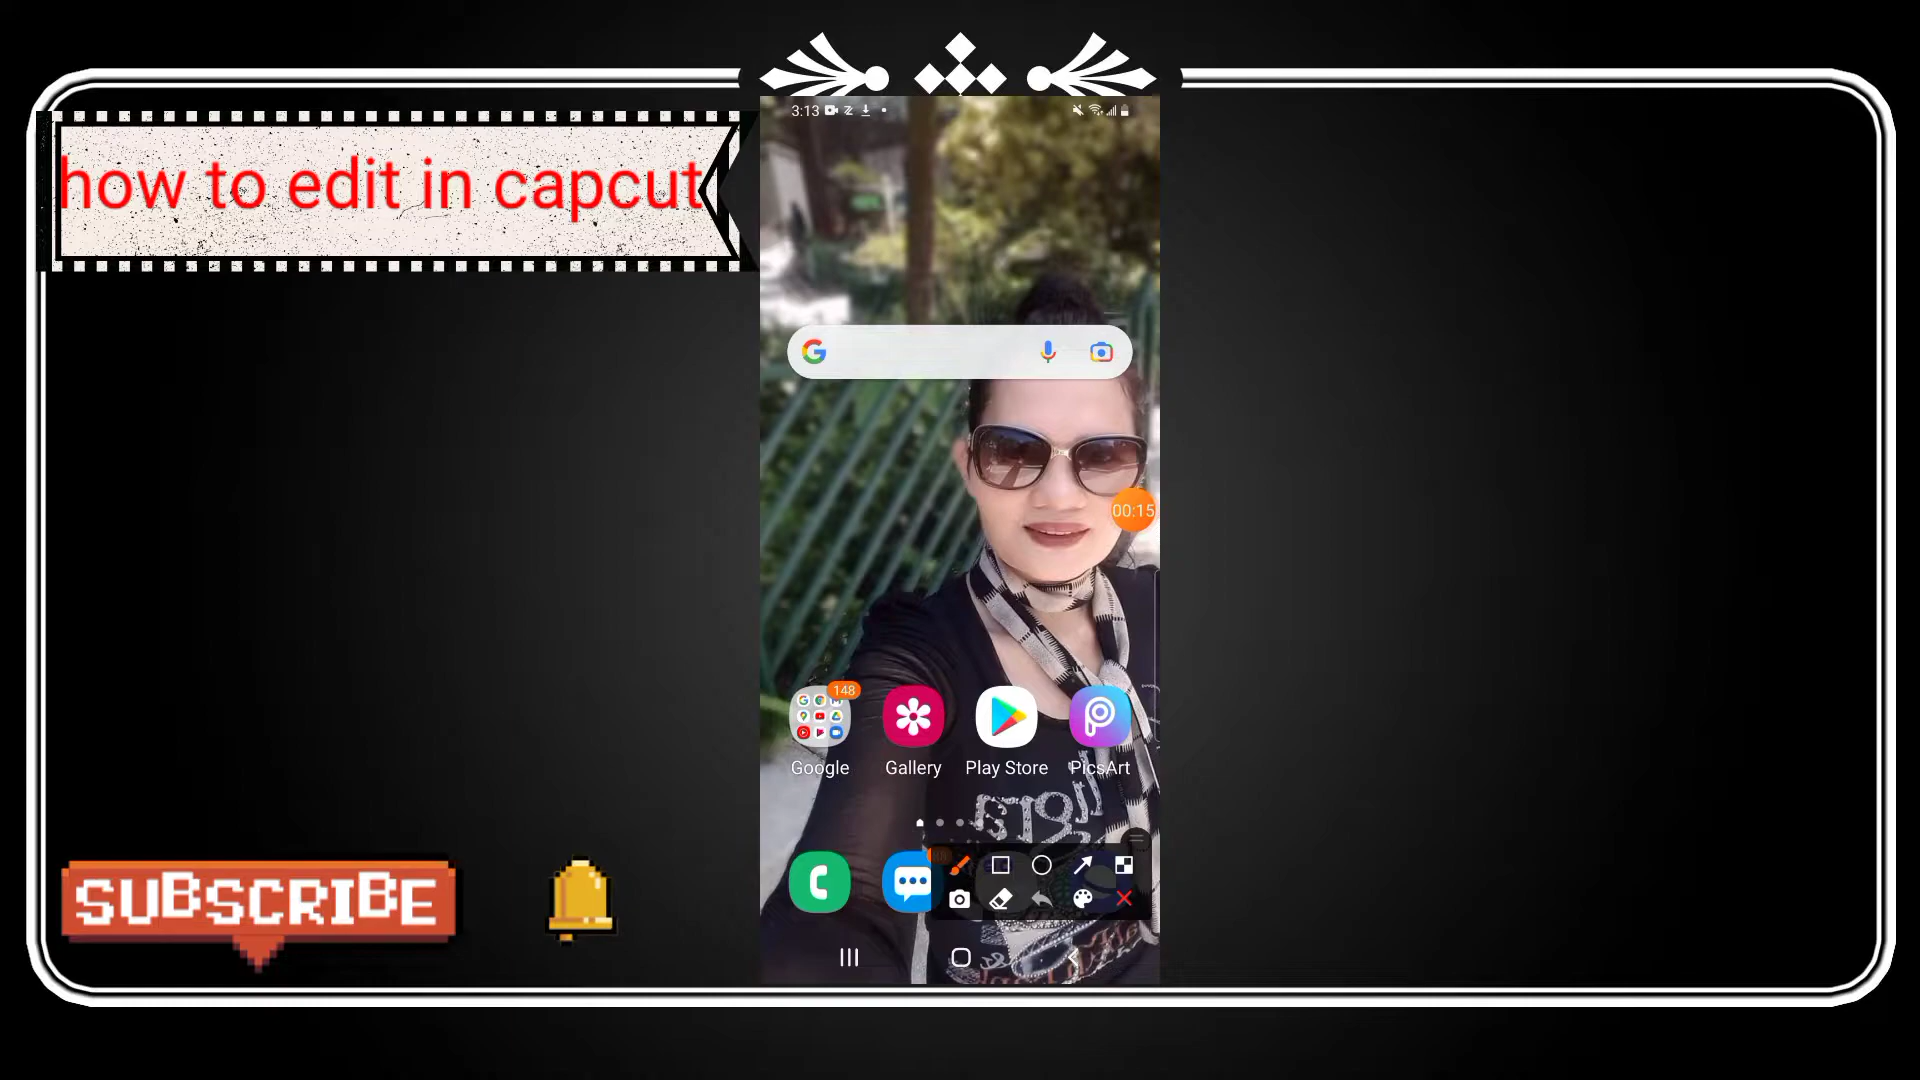 how to edit in capcut
3:13
00:15
148
Google
Gallery
Play Store
PicsArt
SUBSCRIBE